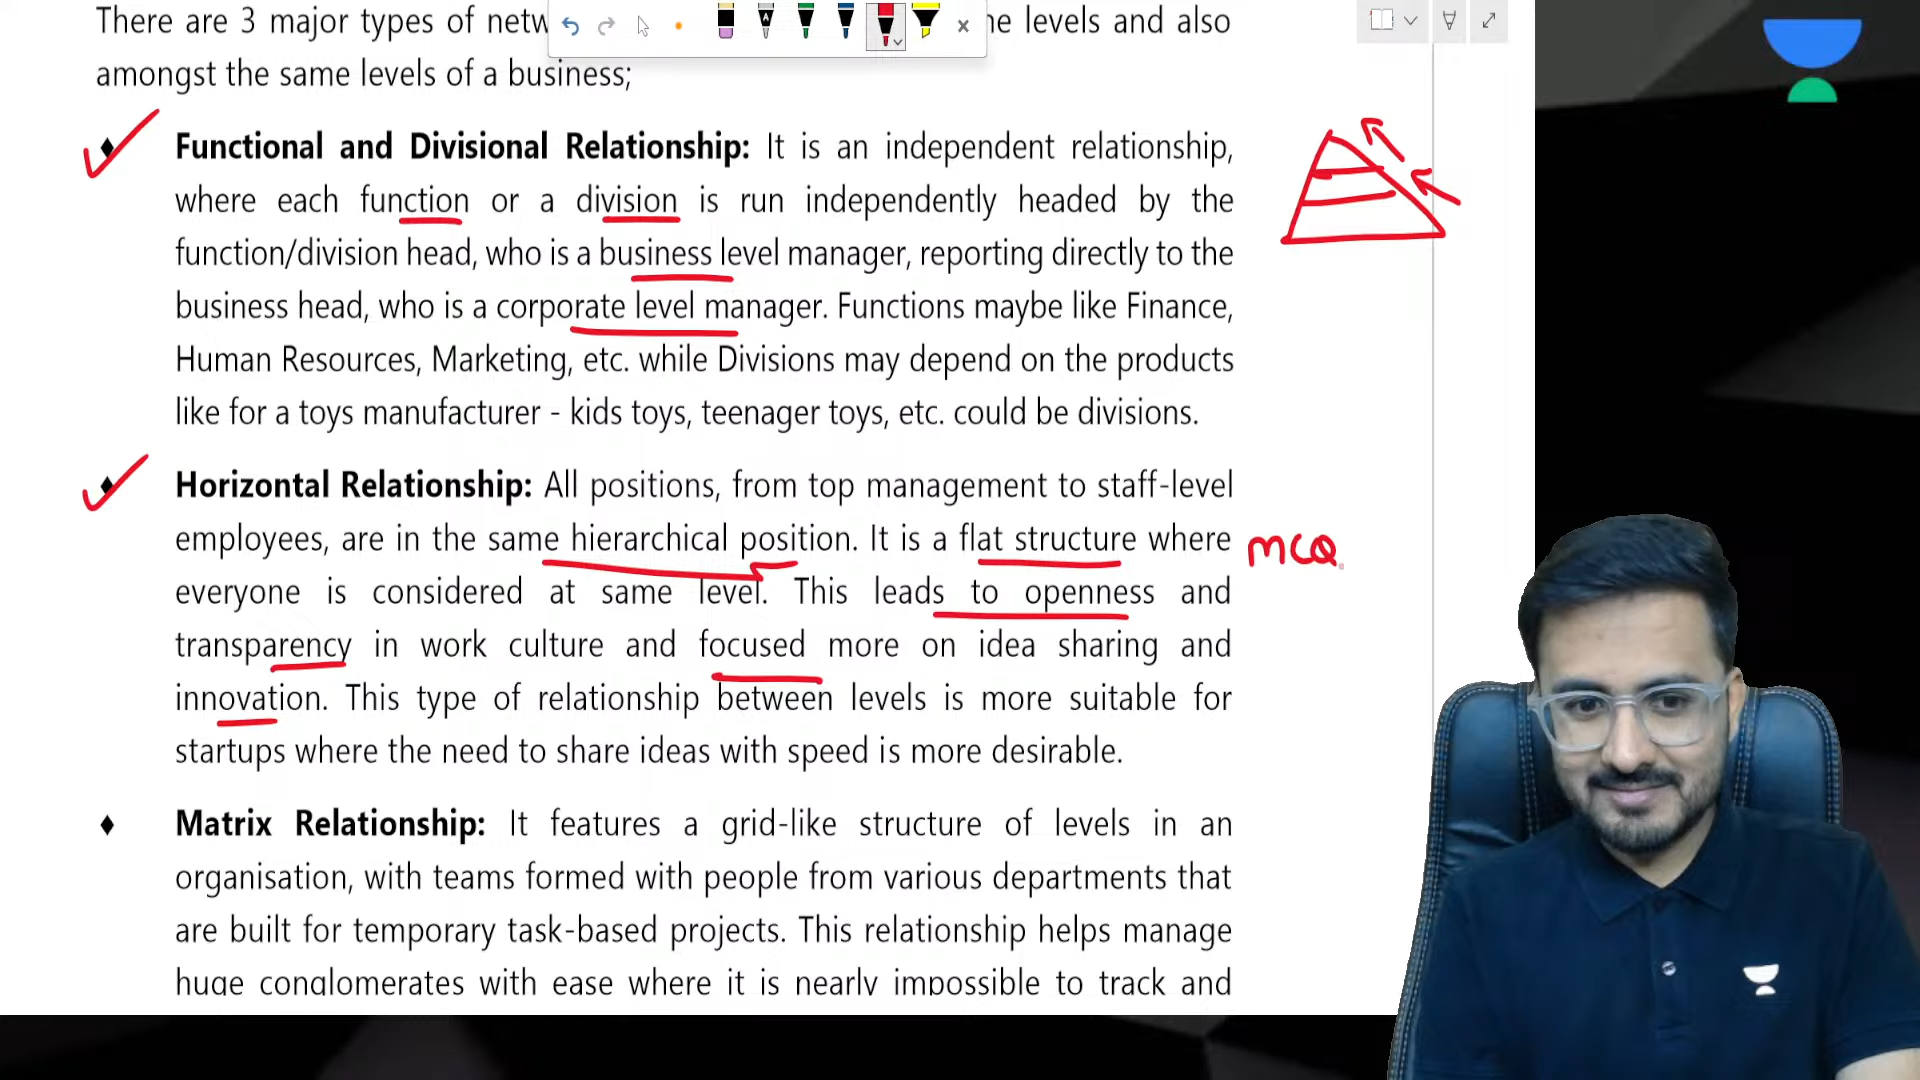 There are 3 major types of netw he levels and also
amongst the same levels of a business;
Functional and Divisional Relationship: It is an independent relationship,
where each function or a division is run independently headed by the
function/division head, who is a business level manager, reporting directly to the
business head, who is a corporate level manager. Functions maybe like Finance,
Human Resources, Marketing, etc. while Divisions may depend on the products
like for a toys manufacturer - kids toys, teenager toys, etc. could be divisions.
Horizontal Relationship: All positions, from top management to staff-level
employees, are in the same hierarchical position. It is a flat structure where
MCQ
everyone is considered at same level. This leads to openness and
transparency in work culture and focused more on idea sharing and
innovation. This type of relationship between levels is more suitable for
startups where the need to share ideas with speed is more desirable.
Matrix Relationship: It features a grid-like structure of levels in an
organisation, with teams formed with people from various departments that
are built for temporary task-based projects. This relationship helps manage
huge conglomerates with ease where it is nearly impossible to track and